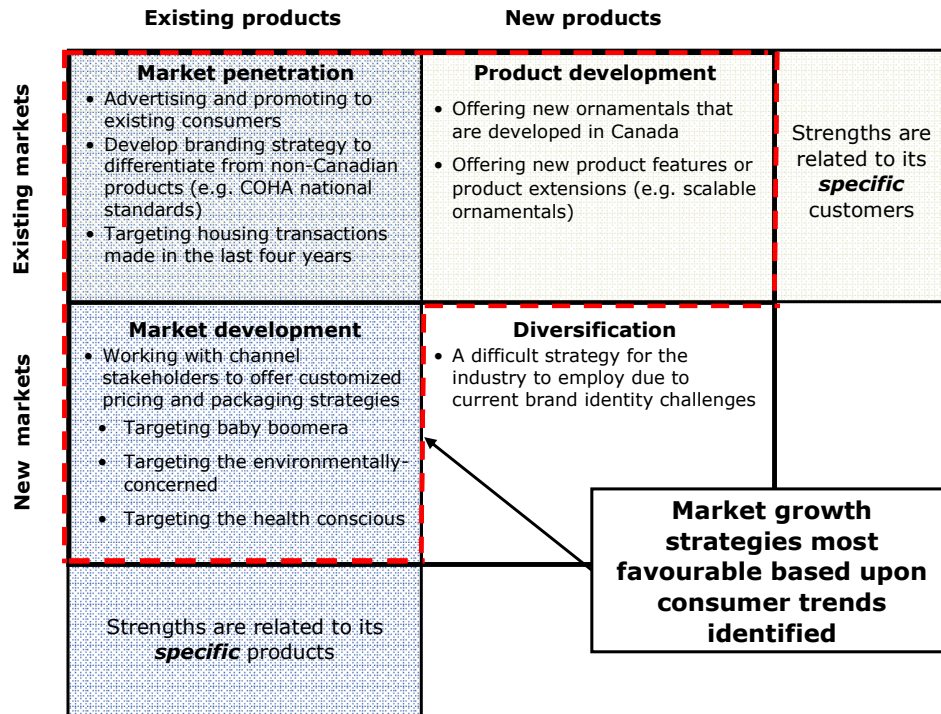 Existing products
New products
Existing markets
Market penetration
• Advertising and promoting to
existing consumers
• Develop branding strategy to
differentiate from non-Canadian
products (e.g. COHA national
standards)
• Targeting housing transactions
made in the last four years
Product development
• Offering new ornamentals that
are developed in Canada
• Offering new product features or
product extensions (e.g. scalable
ornamentals)
Strengths are
related to its
specific
customers
New markets
Market development
• Working with channel
stakeholders to offer customized
pricing and packaging strategies
• Targeting baby boomera
• Targeting the environmentally-
concerned
• Targeting the health conscious
Diversification
• A difficult strategy for the
industry to employ due to
current brand identity challenges
Market growth
strategies most
favourable based upon
consumer trends
identified
Strengths are related to its
specific products